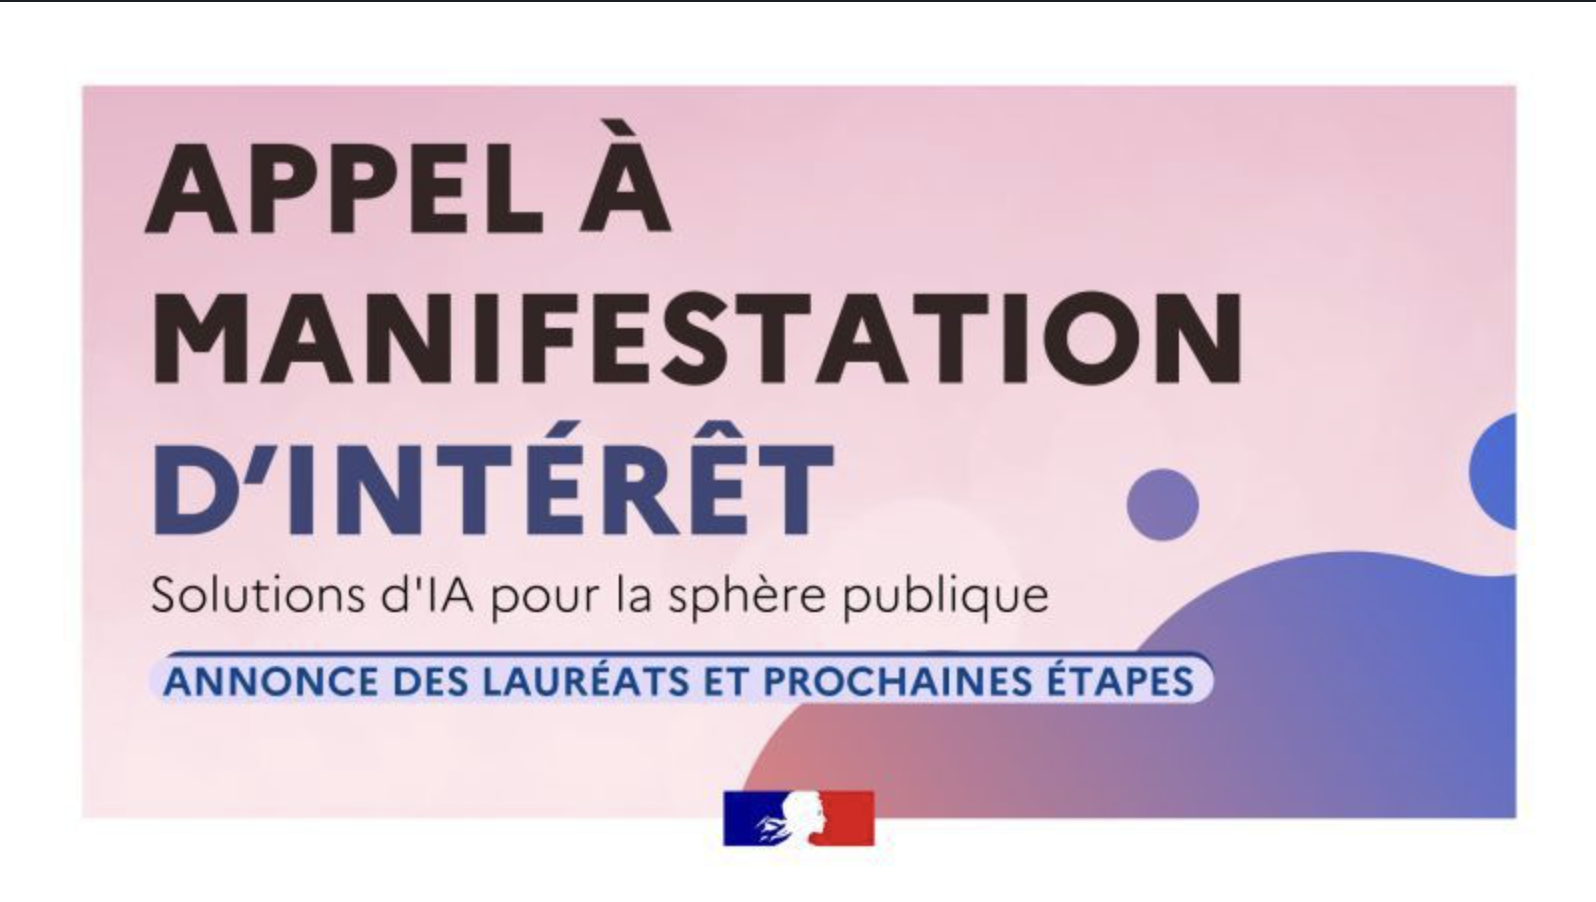 APPEL À
MANIFESTATION
D’INTÉRÊT
Solutions d'IA pour la sphère publique
ANNONCE DES LAURÉATS ET PROCHAINES ÉTAPES